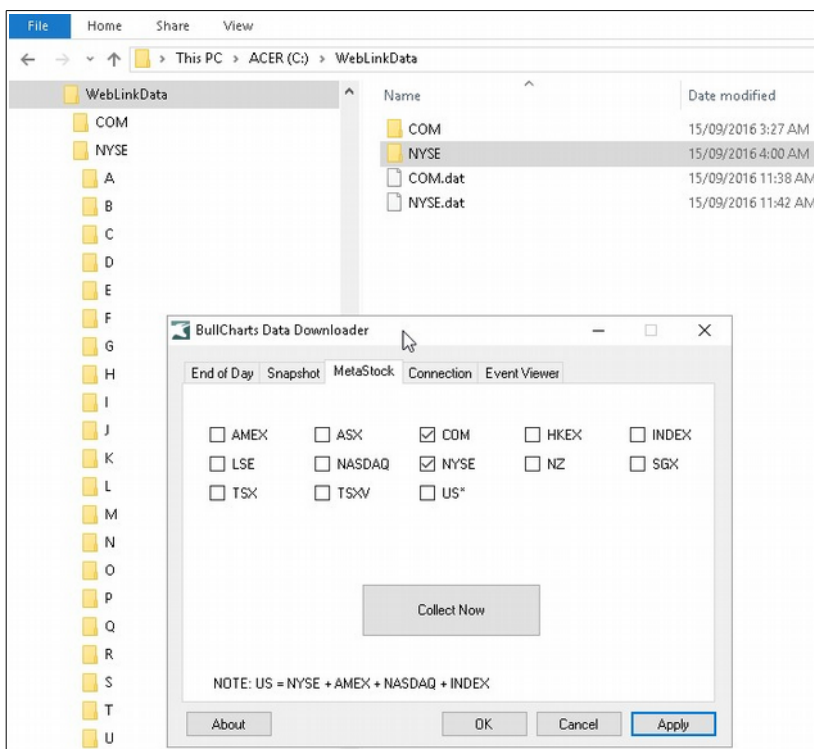 File Home Share View
This PC > ACER (C:) > WebLinkData
WebLinkData
COM
NYSE
A
B
C
D
E
F
G
H
I
J
K
L
M
N
O
P
Q
R
S
T
U
Name Date modified
COM 15/09/2016 3:27 AM
NYSE 15/09/2016 4:00 AM
COM.dat 15/09/2016 11:38 AM
NYSE.dat 15/09/2016 11:42 AM
BullCharts Data Downloader
End of Day Snapshot MetaStock Connection Event Viewer
AMEX ASX COM HKEX INDEX
LSE NASDAQ NYSE NZ SGX
TSX TSXV US*
Collect Now
NOTE: US = NYSE + AMEX + NASDAQ + INDEX
About OK Cancel Apply